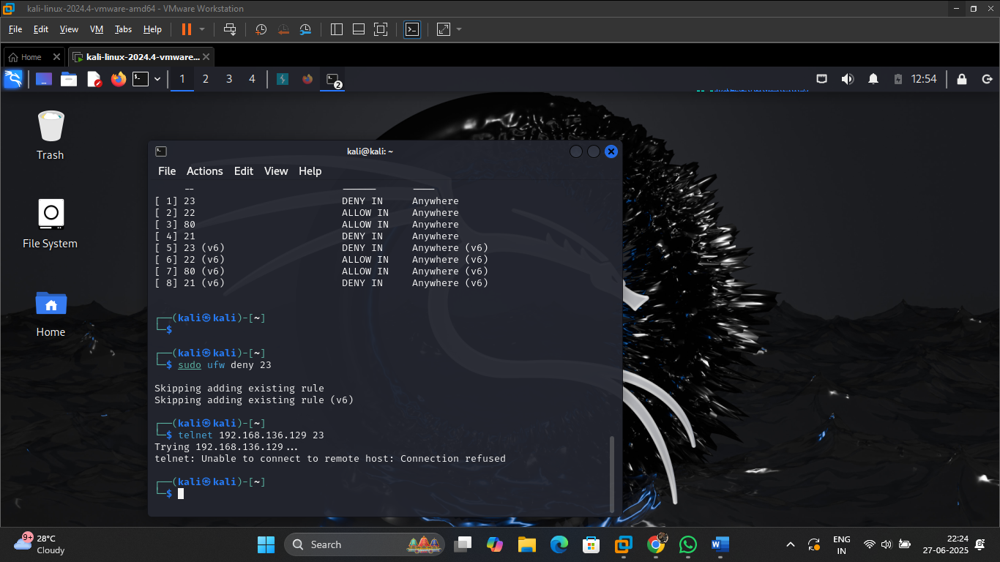 kali-linux-2024.4-vmware-amd64 - VMware Workstation
File Edit View VM Tabs Help
Home kali-linux-2024.4-vmware...
1 2 3 4 2 12:54
Trash
File System
Home
kali@kali: ~
File Actions Edit View Help
-- ------ ----
[ 1] 23 DENY IN Anywhere
[ 2] 22 ALLOW IN Anywhere
[ 3] 80 ALLOW IN Anywhere
[ 4] 21 DENY IN Anywhere
[ 5] 23 (v6) DENY IN Anywhere (v6)
[ 6] 22 (v6) ALLOW IN Anywhere (v6)
[ 7] 80 (v6) ALLOW IN Anywhere (v6)
[ 8] 21 (v6) DENY IN Anywhere (v6)
┌──(kali㉿kali)-[~]
└─$
┌──(kali㉿kali)-[~]
└─$ sudo ufw deny 23
Skipping adding existing rule
Skipping adding existing rule (v6)
┌──(kali㉿kali)-[~]
└─$ telnet 192.168.136.129 23
Trying 192.168.136.129...
telnet: Unable to connect to remote host: Connection refused
┌──(kali㉿kali)-[~]
└─$
9+ 28°C
Cloudy
Search
ENG
IN
22:24
27-06-2025